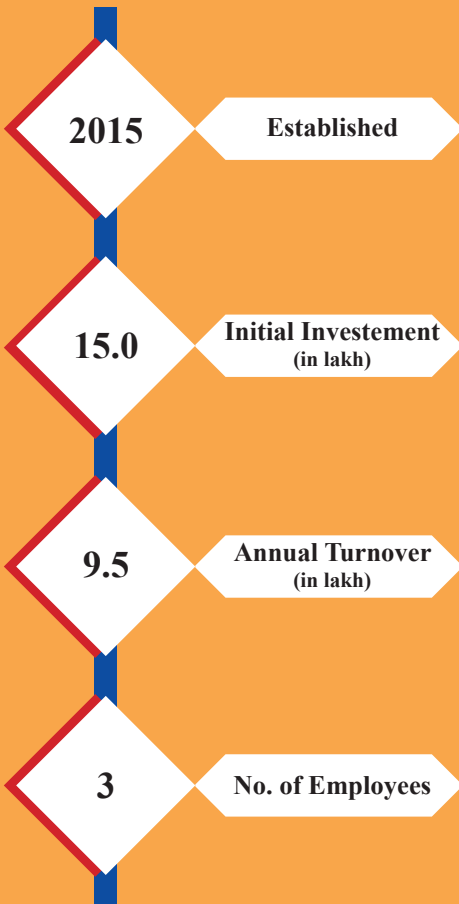 2015
Established
15.0
Initial Investement
(in lakh)
9.5
Annual Turnover
(in lakh)
3
No. of Employees